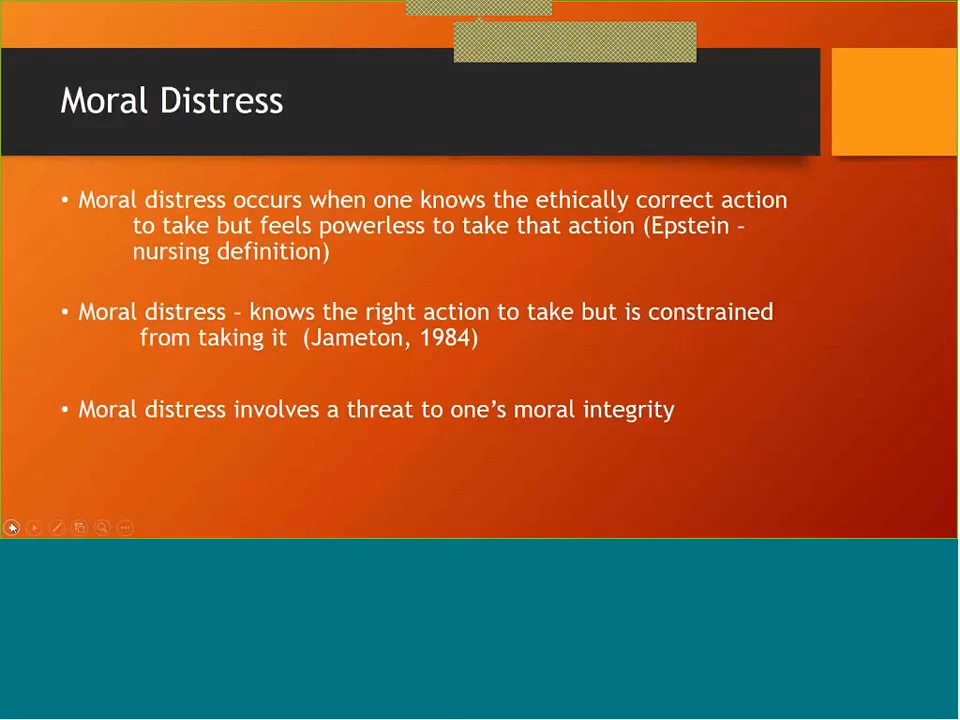 Moral Distress
• Moral distress occurs when one knows the ethically correct action
to take but feels powerless to take that action (Epstein –
nursing definition)
• Moral distress – knows the right action to take but is constrained
from taking it (Jameton, 1984)
• Moral distress involves a threat to one’s moral integrity